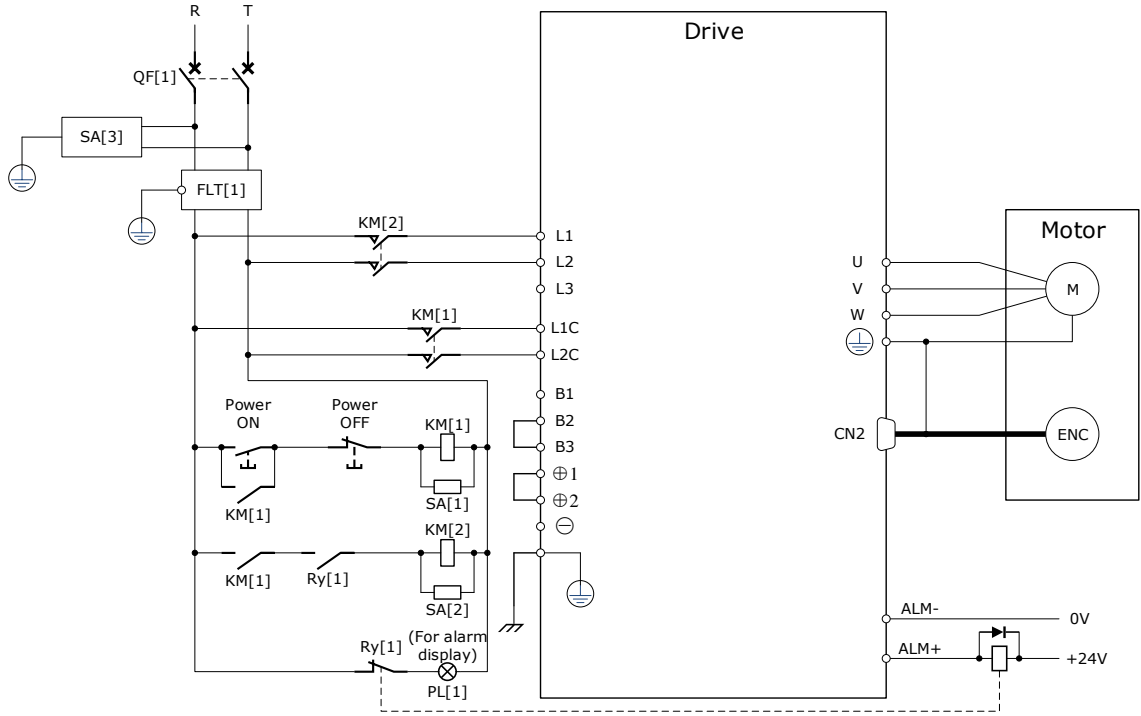 R T
Drive
QF[1]
SA[3]
FLT[1]
KM[2]
L1
L2
L3
KM[1]
L1C
L2C
B1
B2
B3
⊕1
⊕2
⊖
U
V
W
CN2
Motor
M
ENC
Power
ON
Power
OFF
KM[1]
SA[1]
KM[1]
KM[2]
KM[1]
Ry[1]
SA[2]
Ry[1]
(For alarm
display)
PL[1]
ALM-
0V
ALM+
+24V